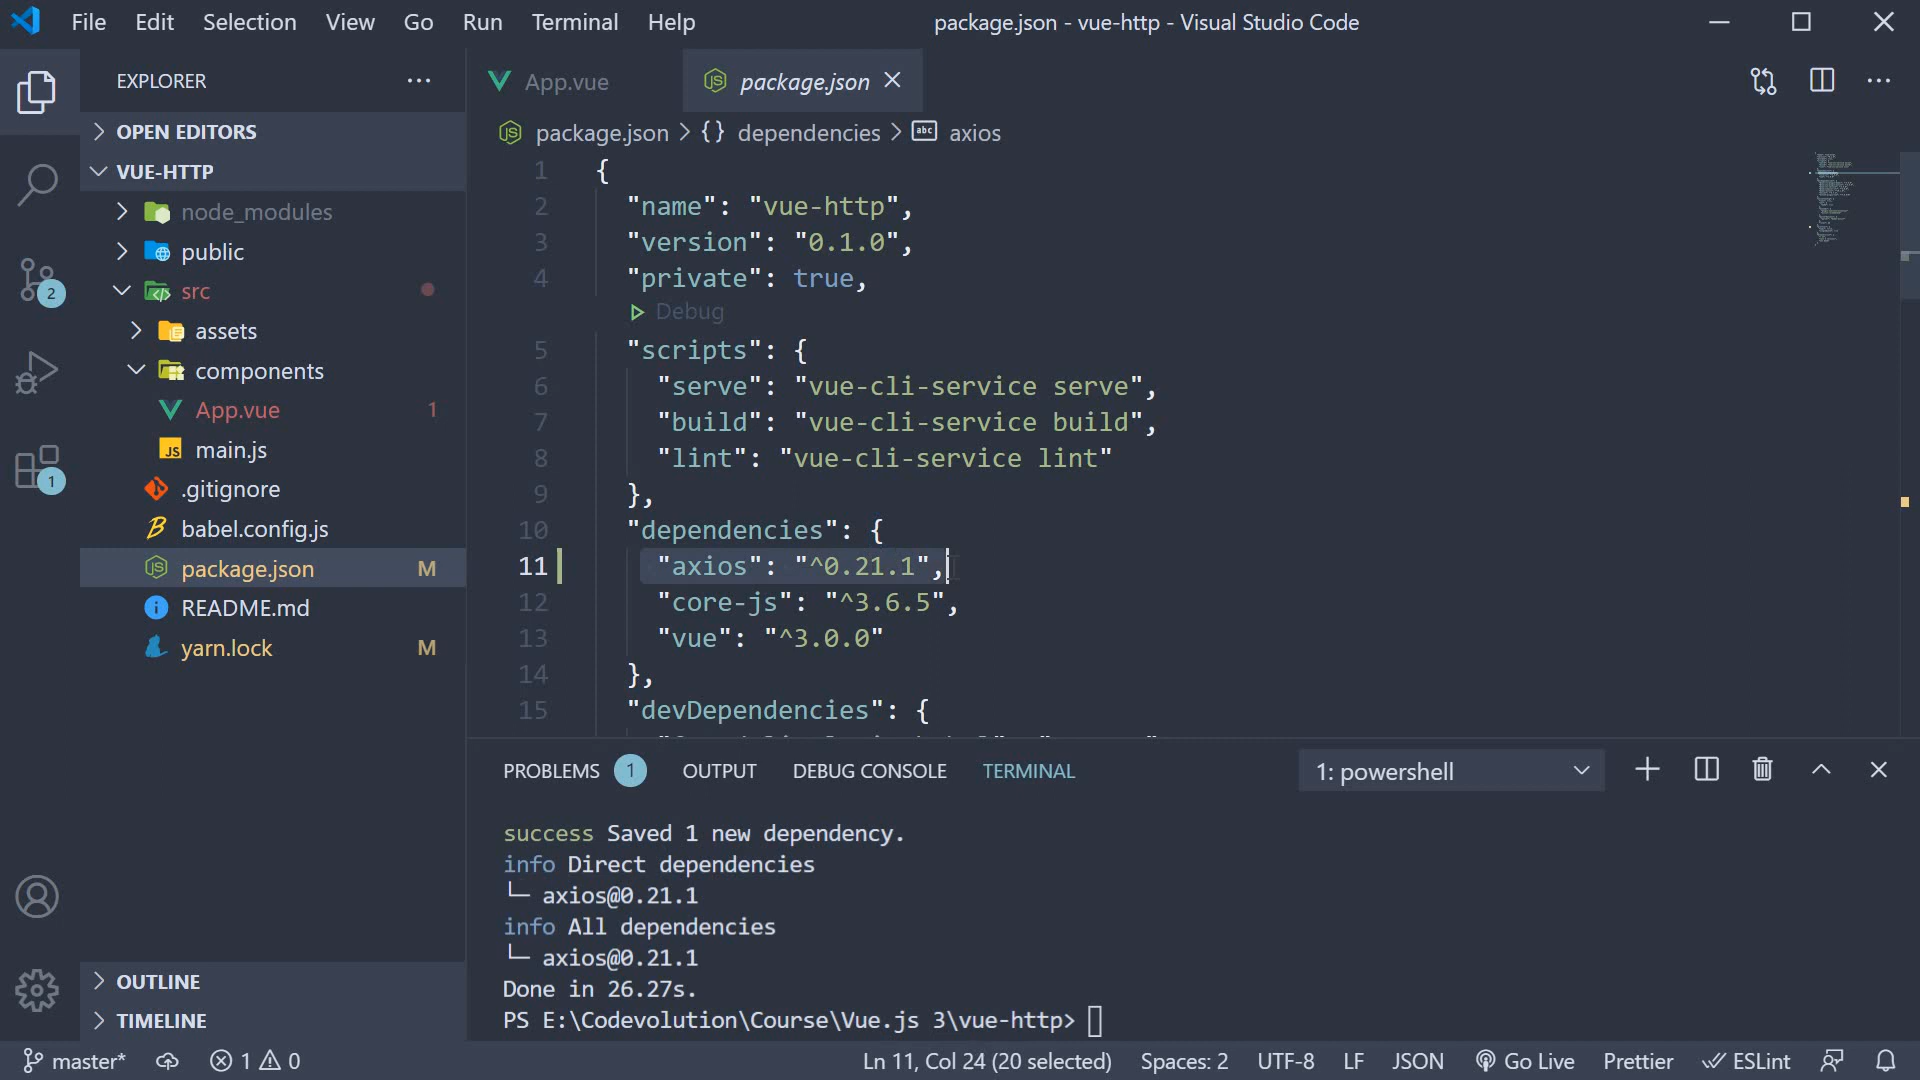 File Edit Selection View Go Run Terminal Help
package.json - vue-http - Visual Studio Code
EXPLORER
OPEN EDITORS
VUE-HTTP
node_modules
public
src
assets
components
App.vue 1
main.js
.gitignore
babel.config.js
package.json M
README.md
yarn.lock M
OUTLINE
TIMELINE
2
1
App.vue
package.json
package.json > {} dependencies > abc axios
1 {
2 "name": "vue-http",
3 "version": "0.1.0",
4 "private": true,
Debug
5 "scripts": {
6 "serve": "vue-cli-service serve",
7 "build": "vue-cli-service build",
8 "lint": "vue-cli-service lint"
9 },
10 "dependencies": {
11 "axios": "^0.21.1",
12 "core-js": "^3.6.5",
13 "vue": "^3.0.0"
14 },
15 "devDependencies": {
PROBLEMS 1 OUTPUT DEBUG CONSOLE TERMINAL
1: powershell
success Saved 1 new dependency.
info Direct dependencies
└─ axios@0.21.1
info All dependencies
└─ axios@0.21.1
Done in 26.27s.
PS E:\Codevolution\Course\Vue.js 3\vue-http>
master* 1 0
Ln 11, Col 24 (20 selected) Spaces: 2 UTF-8 LF JSON Go Live Prettier ESLint